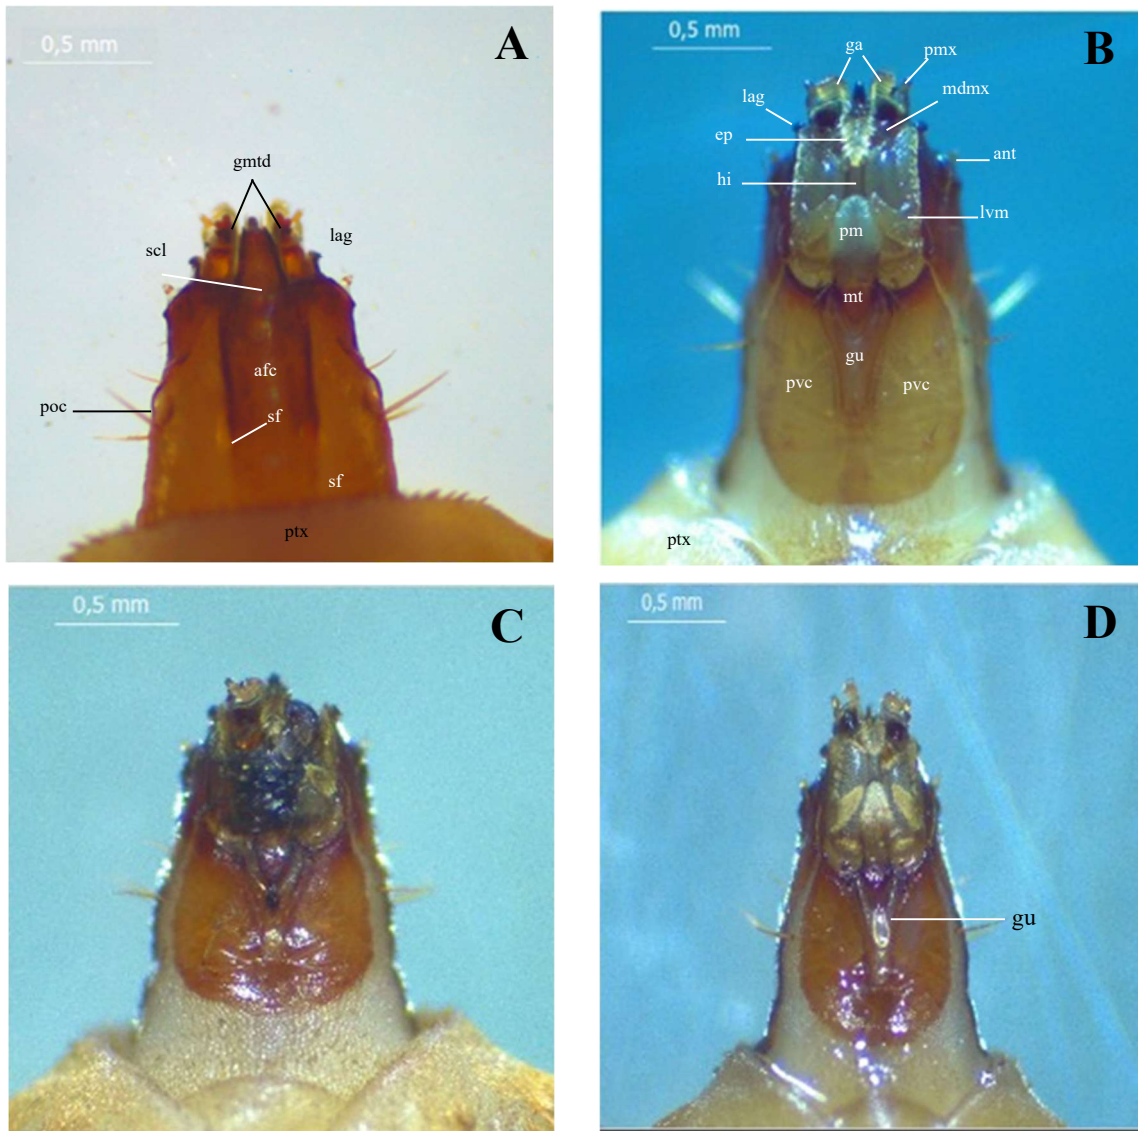 0,5 mm
A
gmtd
scl
lag
afc
poc
sf
sf
ptx
0,5 mm
B
ga
pmx
mdmx
lag
ep
ant
hi
lvm
pm
mt
gu
pvc
pvc
ptx
0,5 mm
C
0,5 mm
D
gu